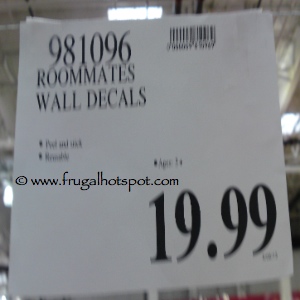 981096
ROOMMATES
WALL DECALS
• Peel and stick
• Reusable
• Ages: 3+
© www.frugalhotspot.com
19.99